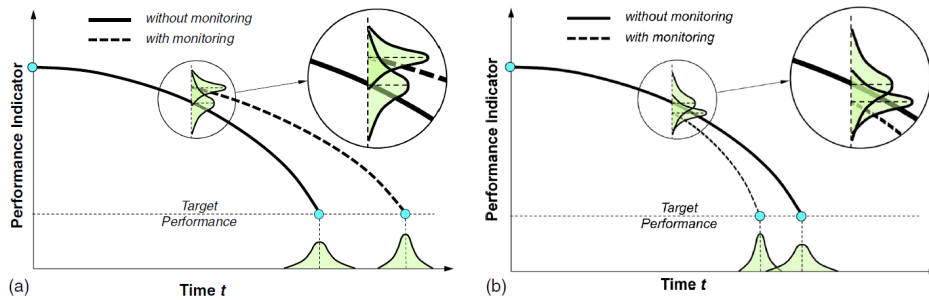 without monitoring
with monitoring
Performance Indicator
Target
Performance
(a)
Time t
without monitoring
with monitoring
Performance Indicator
Target
Performance
(b)
Time t